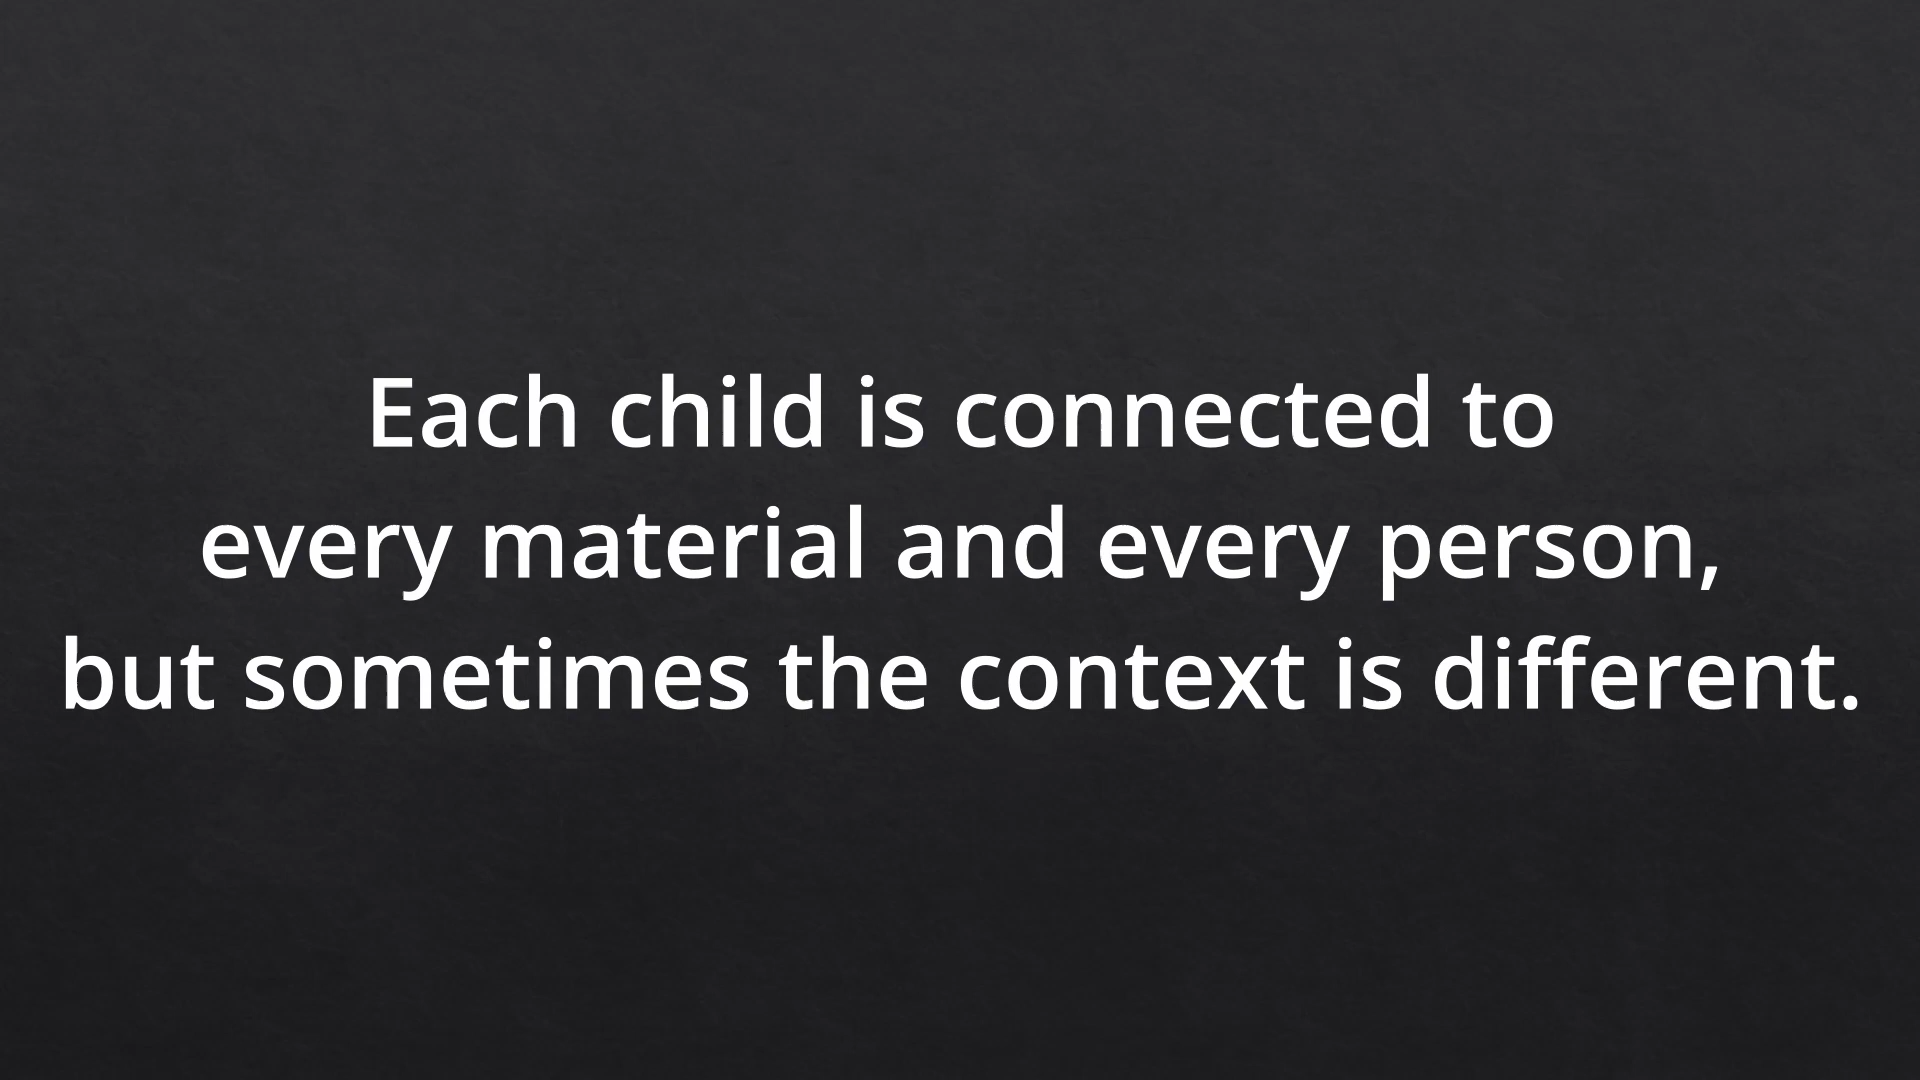 Each child is connected to
every material and every person,
but sometimes the context is different.